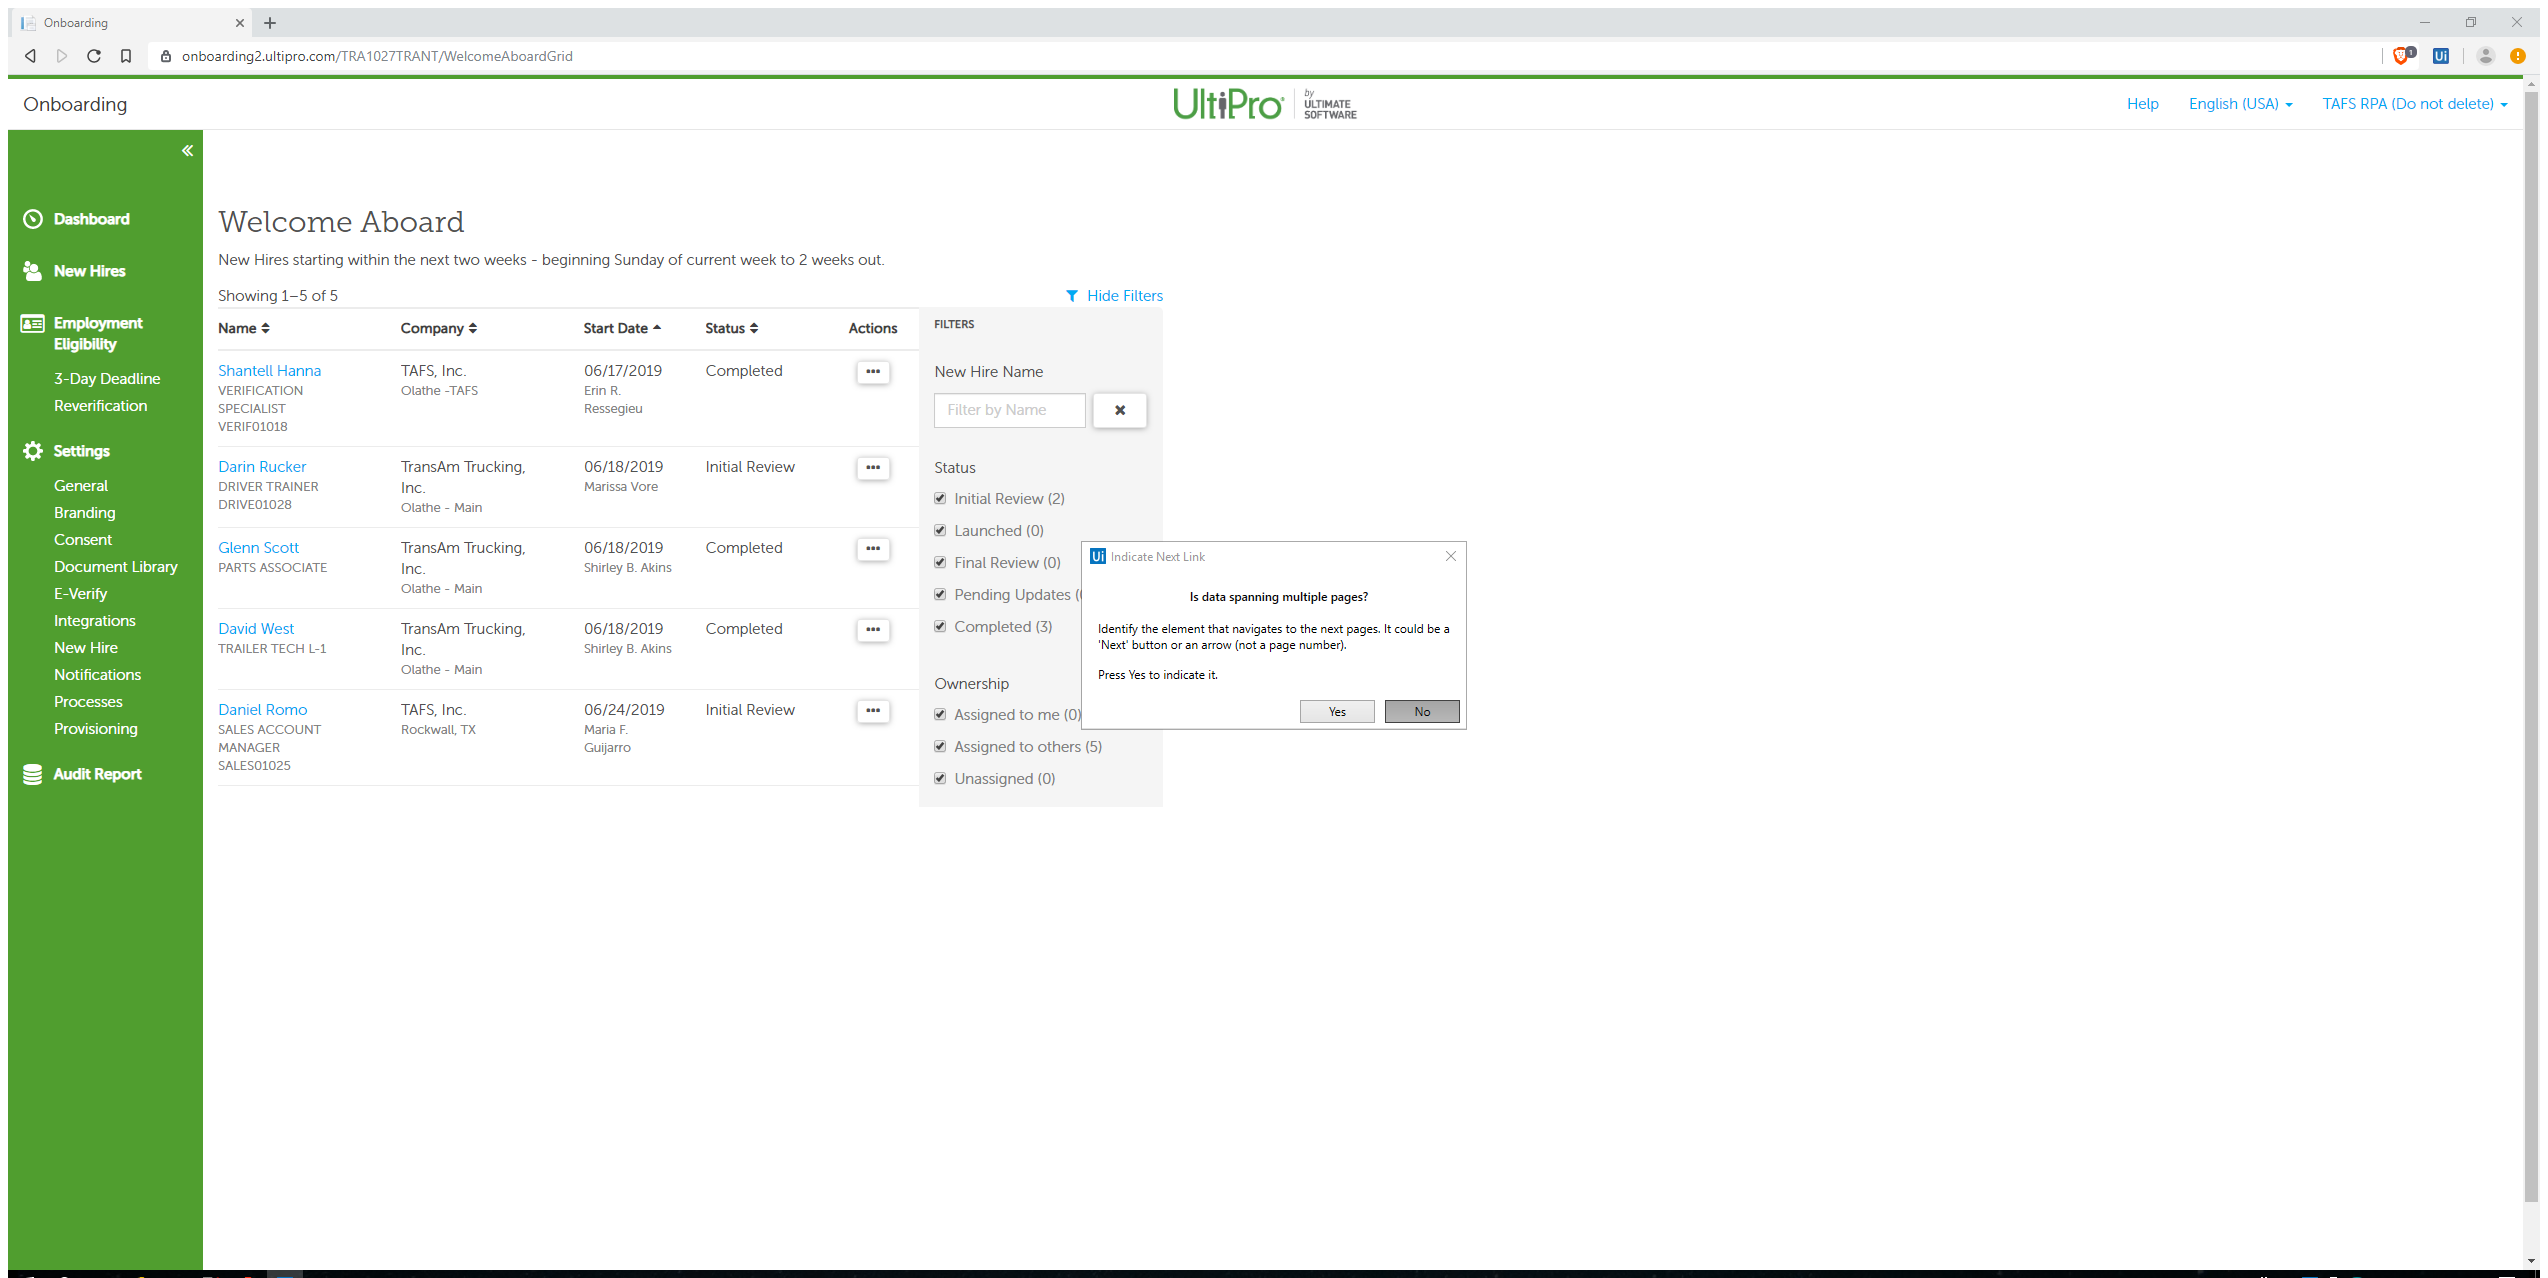 Onboarding
onboarding2.ultipro.com/TRA1027TRANT/WelcomeAboardGrid
1
Ui
Onboarding
UltiPro
by
ULTIMATE
SOFTWARE
Help
English (USA)
TAFS RPA (Do not delete)
Dashboard
New Hires
Employment
Eligibility
3-Day Deadline
Reverification
Settings
General
Branding
Consent
Document Library
E-Verify
Integrations
New Hire
Notifications
Processes
Provisioning
Audit Report
Welcome Aboard
New Hires starting within the next two weeks - beginning Sunday of current week to 2 weeks out.
Showing 1–5 of 5
Hide Filters
Name Company Start Date Status Actions
Shantell Hanna TAFS, Inc. 06/17/2019 Completed
VERIFICATION Olathe -TAFS Erin R.
SPECIALIST Ressegieu
VERIF01018
Darin Rucker TransAm Trucking, 06/18/2019 Initial Review
DRIVER TRAINER Inc. Marissa Vore
DRIVE01028 Olathe - Main
Glenn Scott TransAm Trucking, 06/18/2019 Completed
PARTS ASSOCIATE Inc. Shirley B. Akins
Olathe - Main
David West TransAm Trucking, 06/18/2019 Completed
TRAILER TECH L-1 Inc. Shirley B. Akins
Olathe - Main
Daniel Romo TAFS, Inc. 06/24/2019 Initial Review
SALES ACCOUNT Rockwall, TX Maria F.
MANAGER Guijarro
SALES01025
FILTERS
New Hire Name
Filter by Name
Status
Initial Review (2)
Launched (0)
Final Review (0)
Pending Updates
Completed (3)
Ownership
Assigned to me (0)
Assigned to others (5)
Unassigned (0)
Ui Indicate Next Link
Is data spanning multiple pages?
Identify the element that navigates to the next pages. It could be a
'Next' button or an arrow (not a page number).
Press Yes to indicate it.
Yes No